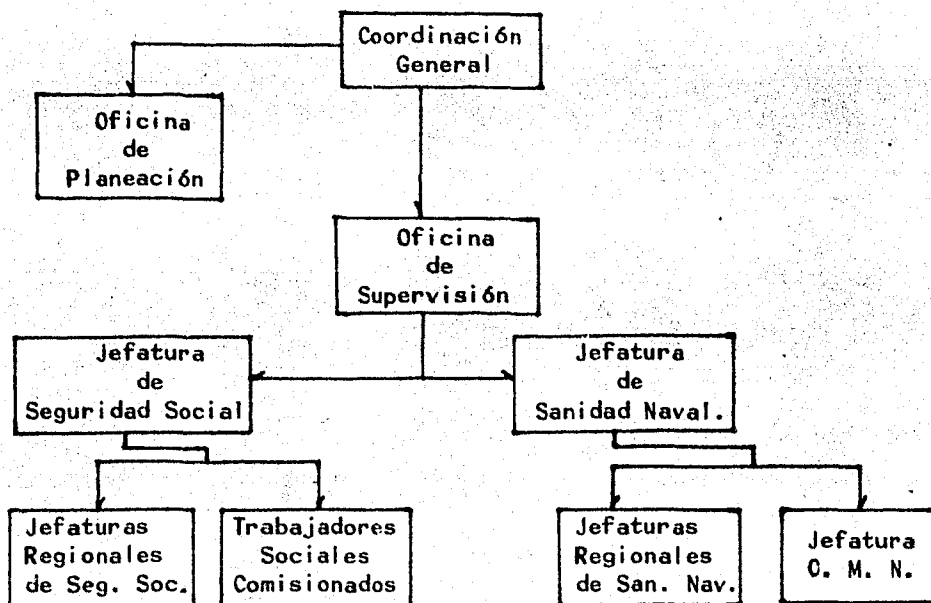 Coordinación
General
Oficina
de
Planeación
Oficina
de
Supervisión
Jefatura
de
Seguridad Social
Jefatura
de
Sanidad Naval.
Jefaturas
Regionales
de Seg. Soc.
Trabajadores
Sociales
Comisionados
Jefaturas
Regionales
de San. Nav.
Jefatura
C. M. N.